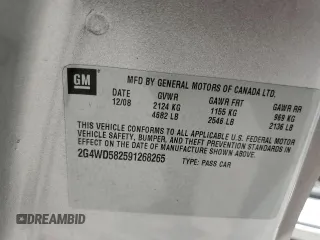 GM
MFD BY GENERAL MOTORS OF CANADA LTD.
DATE GVWR GAWR FRT GAWR RR
12/08 2124 KG 1155 KG 969 KG
4682 LB 2546 LB 2136 LB
THIS VEHICLE CONFORMS TO ALL APPLICABLE U.S. FEDERAL MOTOR
VEHICLE SAFETY, BUMPER, AND THEFT PREVENTION STANDARDS IN
EFFECT ON THE DATE OF MANUFACTURE SHOWN ABOVE.
2G4WD582591268265 TYPE: PASS CAR
DREAMBID